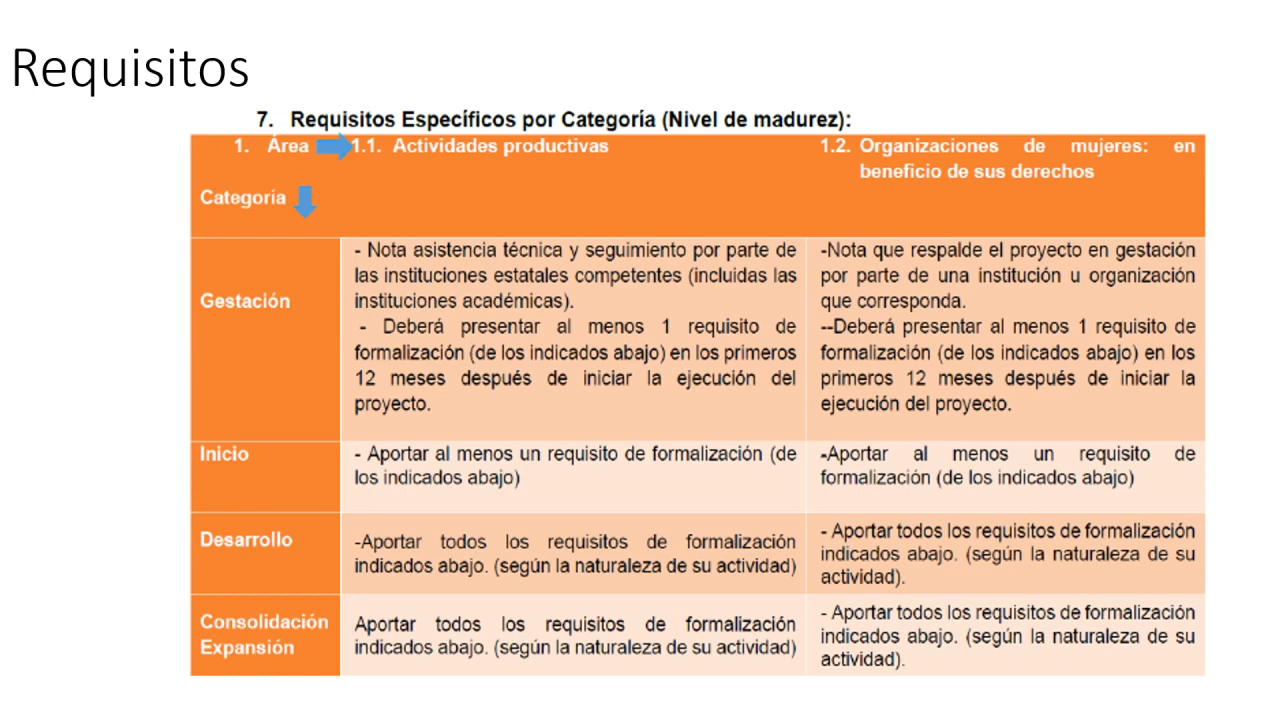 Requisitos
7. Requisitos Específicos por Categoría (Nivel de madurez):
1. Área
1.1. Actividades productivas
1.2. Organizaciones de mujeres: en
beneficio de sus derechos
Categoría
Gestación
- Nota asistencia técnica y seguimiento por parte de
las instituciones estatales competentes (incluidas las
instituciones académicas).
- Deberá presentar al menos 1 requisito de
formalización (de los indicados abajo) en los primeros
12 meses después de iniciar la ejecución del
proyecto.
-Nota que respalde el proyecto en gestación
por parte de una institución u organización
que corresponda.
--Deberá presentar al menos 1 requisito de
formalización (de los indicados abajo) en los
primeros 12 meses después de iniciar la
ejecución del proyecto.
Inicio
- Aportar al menos un requisito de formalización (de
los indicados abajo)
-Aportar al menos un requisito de
formalización (de los indicados abajo)
Desarrollo
-Aportar todos los requisitos de formalización
indicados abajo. (según la naturaleza de su actividad)
- Aportar todos los requisitos de formalización
indicados abajo. (según la naturaleza de su
actividad).
Consolidación
Expansión
Aportar todos los requisitos de formalización
indicados abajo. (según la naturaleza de su actividad)
- Aportar todos los requisitos de formalización
indicados abajo. (según la naturaleza de su
actividad).